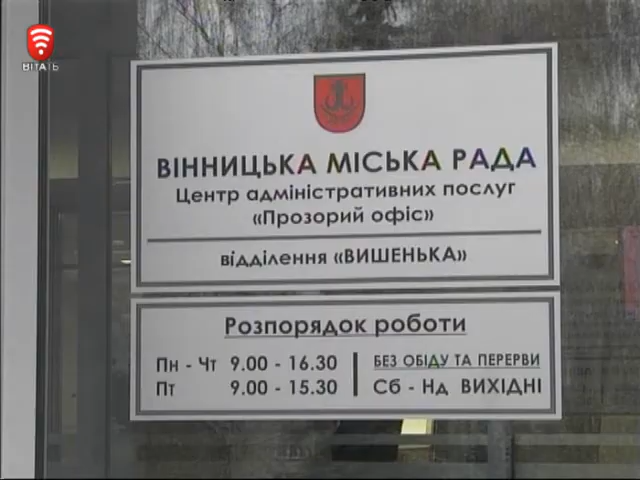 ВІТАТБ
ВІННИЦЬКА МІСЬКА РАДА
Центр адміністративних послуг
«Прозорий офіс»
відділення «ВИШЕНЬКА»
Розпорядок роботи
Пн - Чт 9.00 - 16.30
Пт 9.00 - 15.30
БЕЗ ОБІДУ ТА ПЕРЕРВИ
Сб - Нд ВИХІДНІ